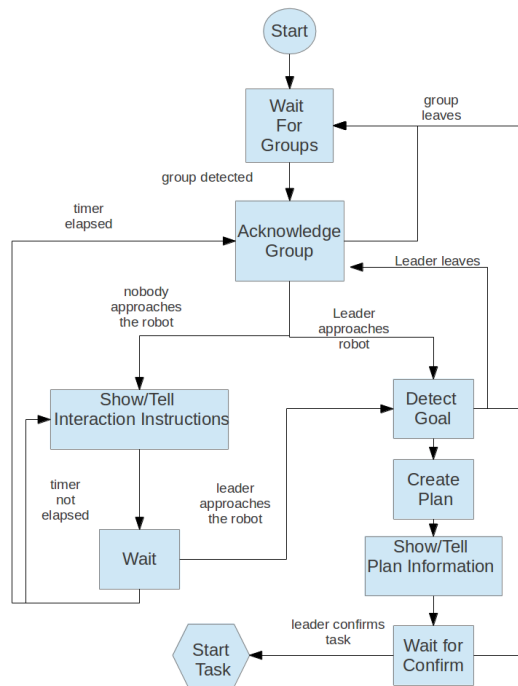 Start
Wait
For
Groups
group
leaves
group detected
timer
elapsed
Acknowledge
Group
Leader leaves
nobody
approaches
the robot
Leader
approaches
robot
Show/Tell
Interaction Instructions
Detect
Goal
timer
not
elapsed
leader
approaches
the robot
Create
Plan
Wait
Show/Tell
Plan Information
leader confirms
task
Start
Task
Wait for
Confirm